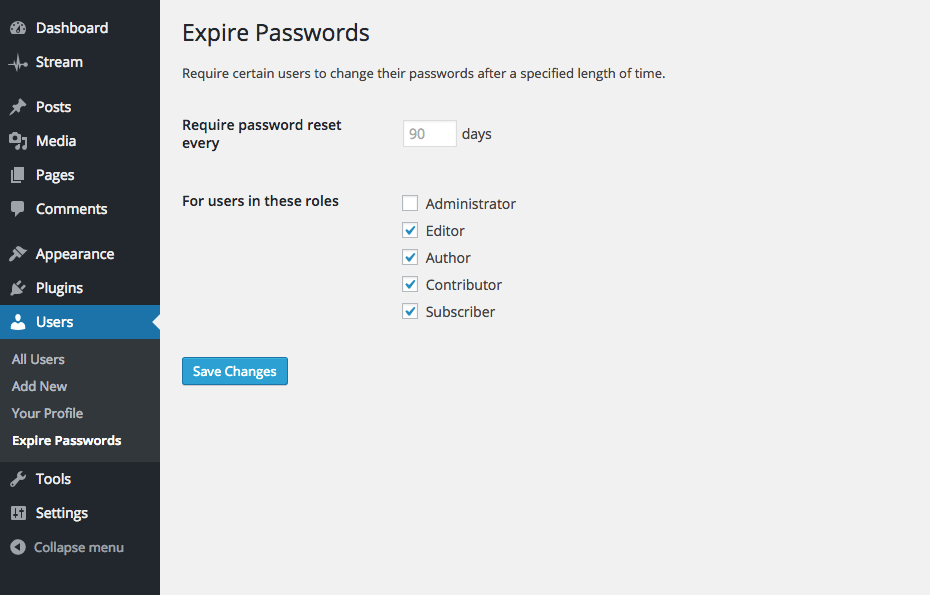 Dashboard
Stream
Posts
Media
Pages
Comments
Appearance
Plugins
Users
All Users
Add New
Your Profile
Expire Passwords
Tools
Settings
Collapse menu
Expire Passwords
Require certain users to change their passwords after a specified length of time.
Require password reset
every
90 days
For users in these roles
Administrator
Editor
Author
Contributor
Subscriber
Save Changes